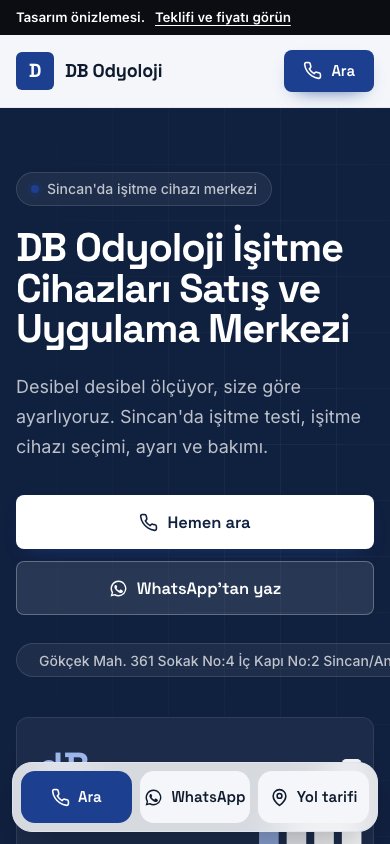 Tasarım önizlemesi. Teklifi ve fiyatı görün
D DB Odyoloji Ara
Sincan'da işitme cihazı merkezi
DB Odyoloji İşitme
Cihazları Satış ve
Uygulama Merkezi
Desibel desibel ölçüyor, size göre
ayarlıyoruz. Sincan'da işitme testi, işitme
cihazı seçimi, ayarı ve bakımı.
Hemen ara
WhatsApp'tan yaz
Gökçek Mah. 361 Sokak No:4 İç Kapı No:2 Sincan/An
dB
Ara WhatsApp Yol tarifi